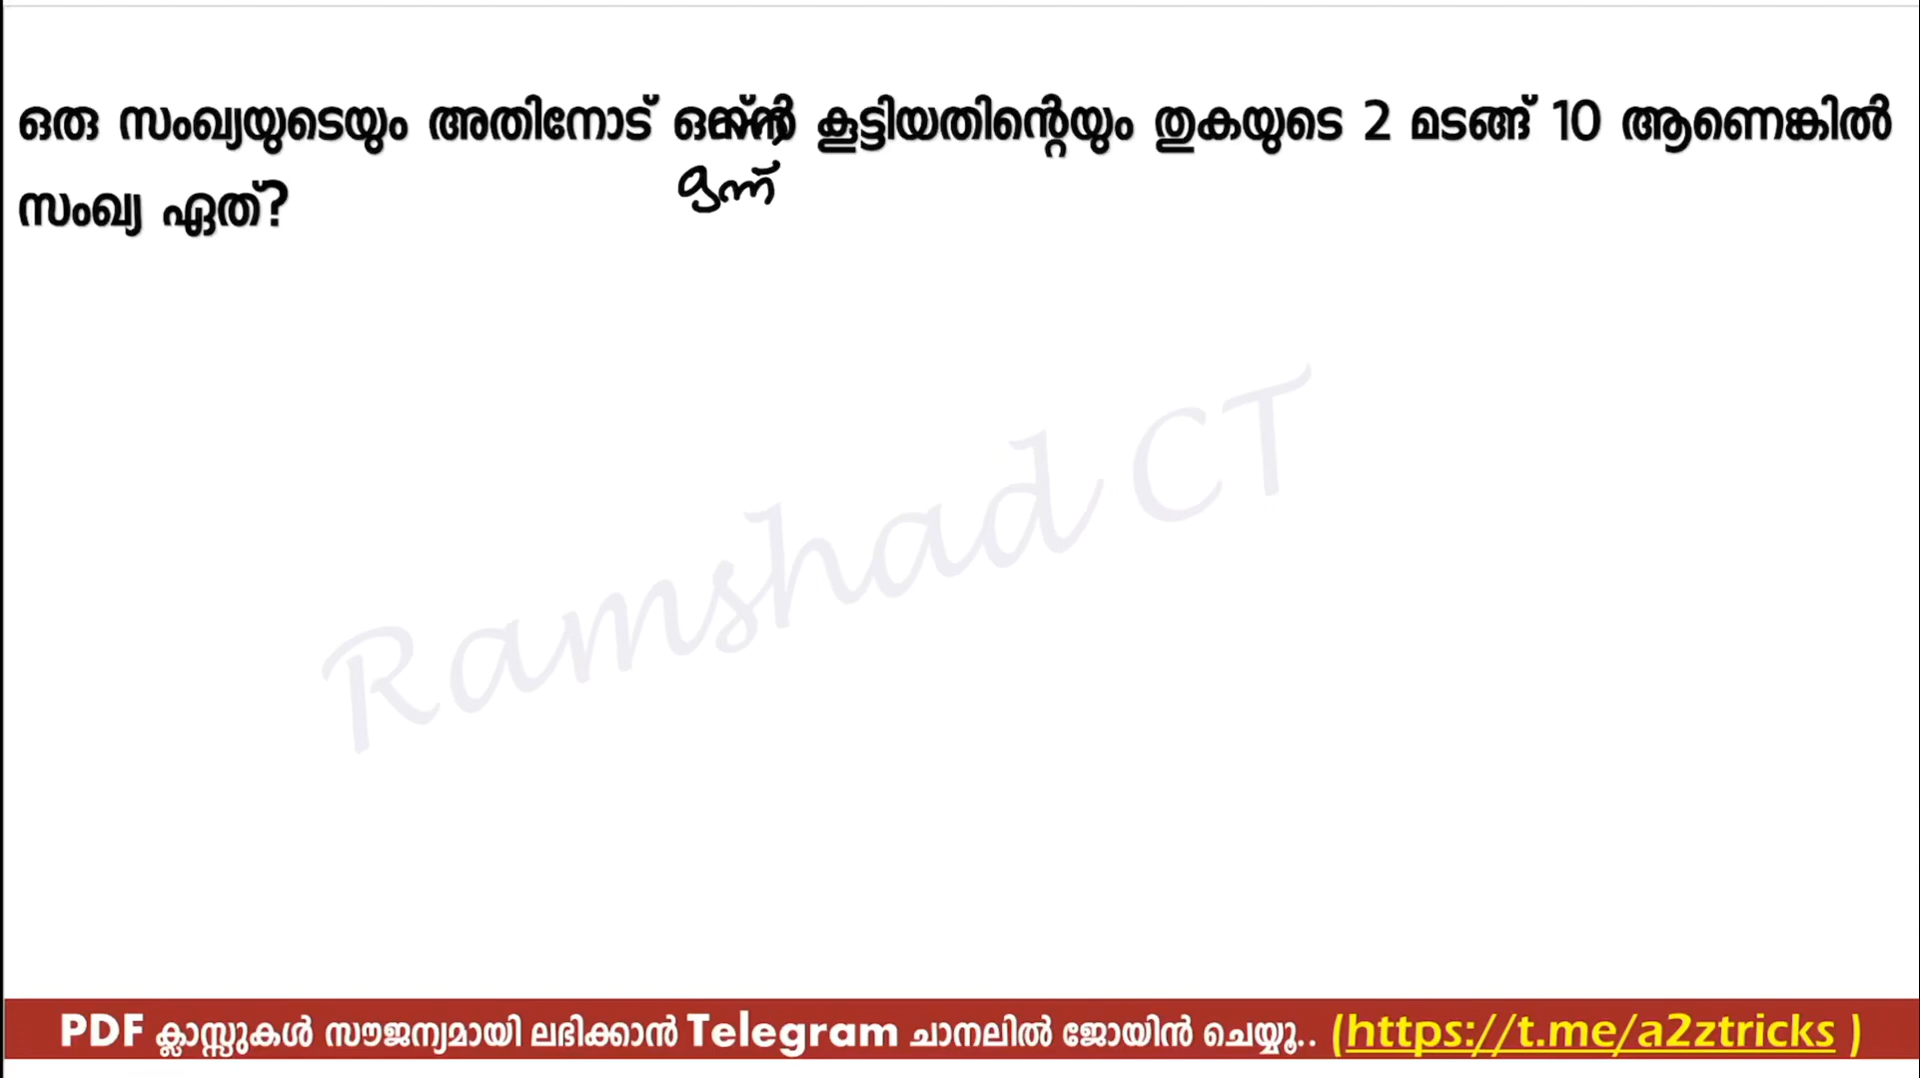 ഒരു സംഖ്യയുടെയും അതിനോട് കൂട്ടിയതിന്റെയും തുകയുടെ 2 മടങ്ങ് 10 ആണെങ്കിൽ
ഒന്ന്
സംഖ്യ ഏത്?
Ramshad CT
PDF ക്ലാസ്സുകൾ സൗജന്യമായി ലഭിക്കാൻ Telegram ചാനലിൽ ജോയിൻ ചെയ്യൂ.. (https://t.me/a2ztricks )